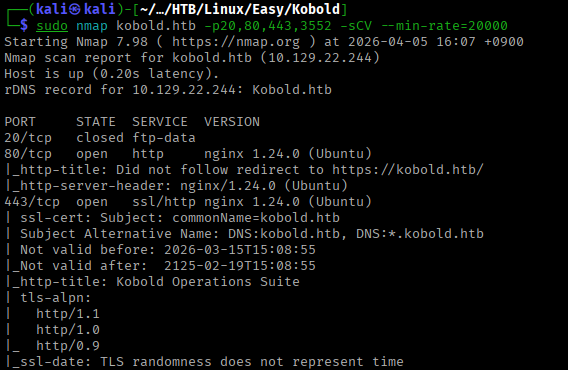 ┌──(kali㉿kali)-[~/…/HTB/Linux/Easy/Kobold]
└─$ sudo nmap kobold.htb -p20,80,443,3552 -sCV --min-rate=20000
Starting Nmap 7.98 ( https://nmap.org ) at 2026-04-05 16:07 +0900
Nmap scan report for kobold.htb (10.129.22.244)
Host is up (0.20s latency).
rDNS record for 10.129.22.244: Kobold.htb

PORT     STATE  SERVICE  VERSION
20/tcp   closed ftp-data
80/tcp   open   http     nginx 1.24.0 (Ubuntu)
|_http-title: Did not follow redirect to https://kobold.htb/
|_http-server-header: nginx/1.24.0 (Ubuntu)
443/tcp  open   ssl/http nginx 1.24.0 (Ubuntu)
| ssl-cert: Subject: commonName=kobold.htb
| Subject Alternative Name: DNS:kobold.htb, DNS:*.kobold.htb
| Not valid before: 2026-03-15T15:08:55
|_Not valid after:  2125-02-19T15:08:55
|_http-title: Kobold Operations Suite
| tls-alpn:
|   http/1.1
|   http/1.0
|_  http/0.9
|_ssl-date: TLS randomness does not represent time